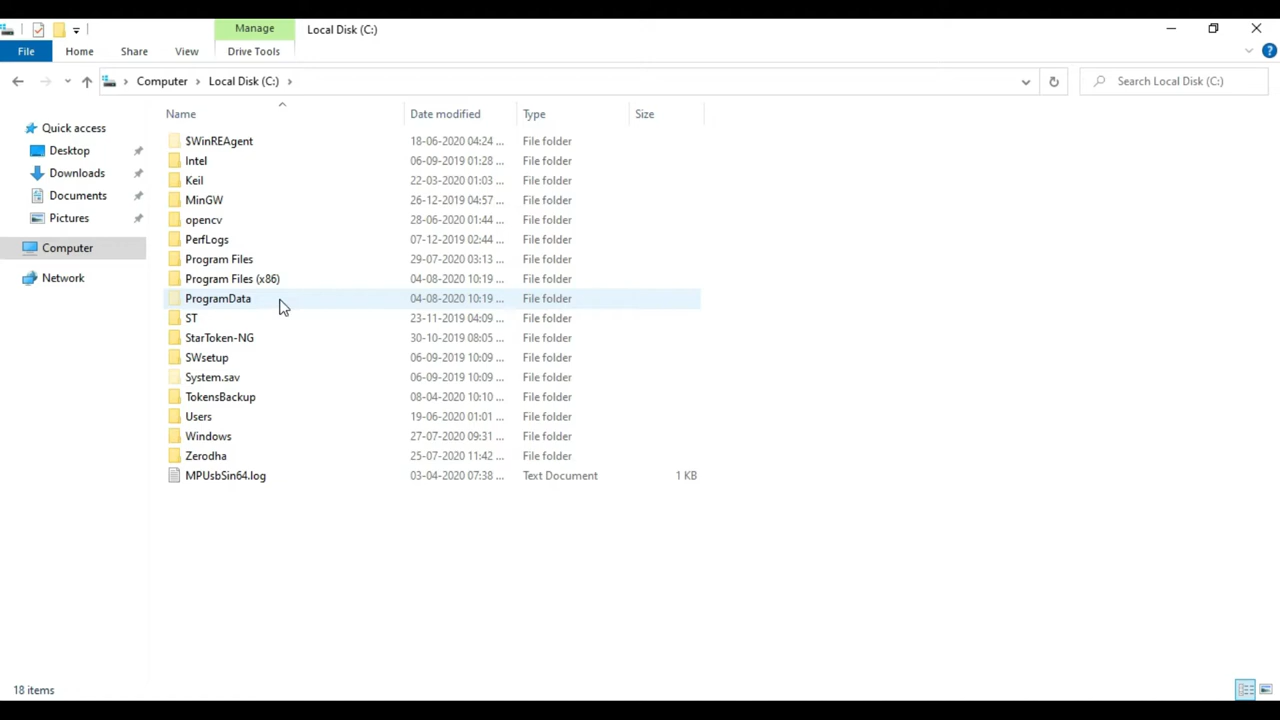 Manage
Local Disk (C:)
File
Home
Share
View
Drive Tools
Computer
Local Disk (C:)
Search Local Disk (C:)
Quick access
Desktop
Downloads
Documents
Pictures
Computer
Network
Name Date modified Type Size
$WinREAgent 18-06-2020 04:24 ... File folder
Intel 06-09-2019 01:28 ... File folder
Keil 22-03-2020 01:03 ... File folder
MinGW 26-12-2019 04:57 ... File folder
opencv 28-06-2020 01:44 ... File folder
PerfLogs 07-12-2019 02:44 ... File folder
Program Files 29-07-2020 03:13 ... File folder
Program Files (x86) 04-08-2020 10:19 ... File folder
ProgramData 04-08-2020 10:19 ... File folder
ST 23-11-2019 04:09 ... File folder
StarToken-NG 30-10-2019 08:05 ... File folder
SWsetup 06-09-2019 10:09 ... File folder
System.sav 06-09-2019 10:09 ... File folder
TokensBackup 08-04-2020 10:10 ... File folder
Users 19-06-2020 01:01 ... File folder
Windows 27-07-2020 09:31 ... File folder
Zerodha 25-07-2020 11:42 ... File folder
MPUsbSin64.log 03-04-2020 07:38 ... Text Document 1 KB
18 items